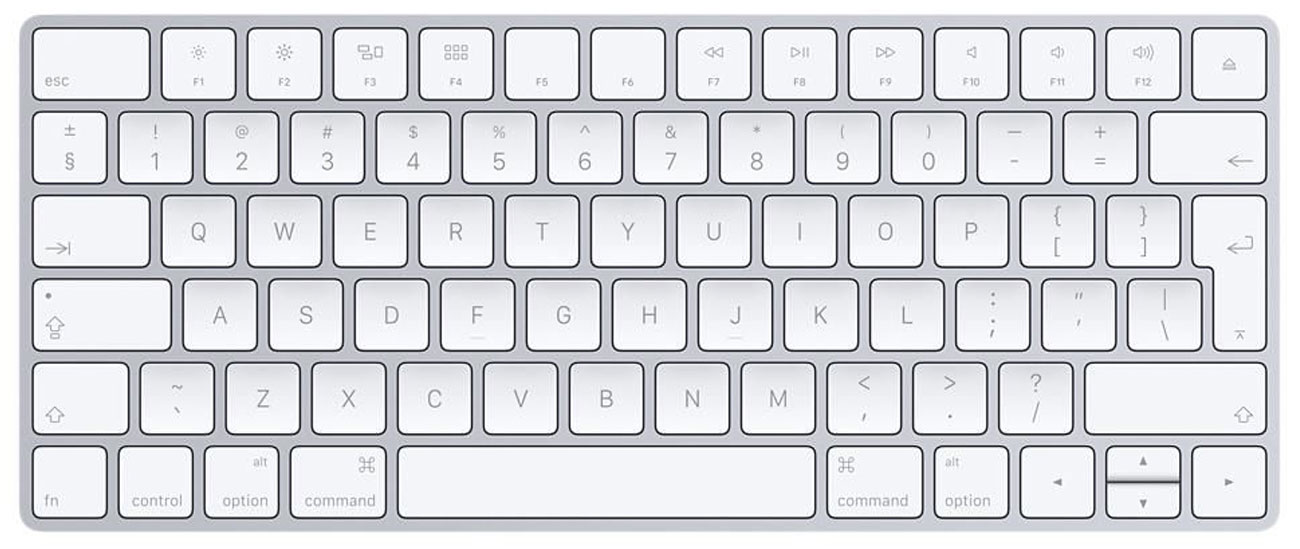 esc F1 F2 F3 F4 F5 F6 F7 F8 F9 F10 F11 F12
± ! @ # $ % ^ & * ( ) — +
§ 1 2 3 4 5 6 7 8 9 0 - =
Q W E R T Y U I O P { }
[ ]
A S D F G H J K L : " |
; ' \
~ Z X C V B N M < > ?
` , . /
alt ⌘ ⌘ alt
fn control option command command option